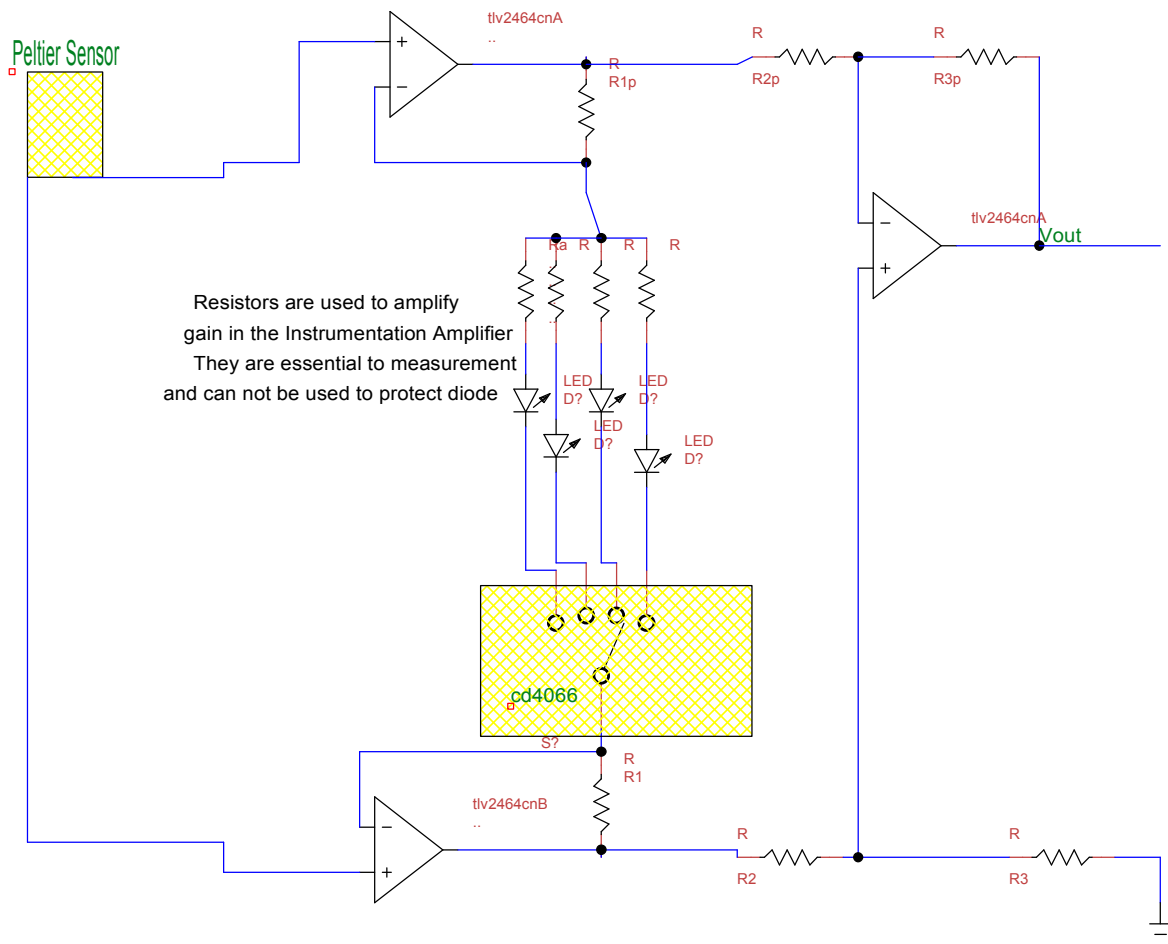 tlv2464cnA
..
Peltier Sensor
R
R1p
R
R2p
R
R3p
tlv2464cnA
Vout
Ra
R
R
R
..
Resistors are used to amplify
gain in the Instrumentation Amplifier
They are essential to measurement
and can not be used to protect diode
LED
D?
LED
D?
LED
D?
LED
D?
cd4066
S?
R
R1
tlv2464cnB
..
R
R2
R
R3